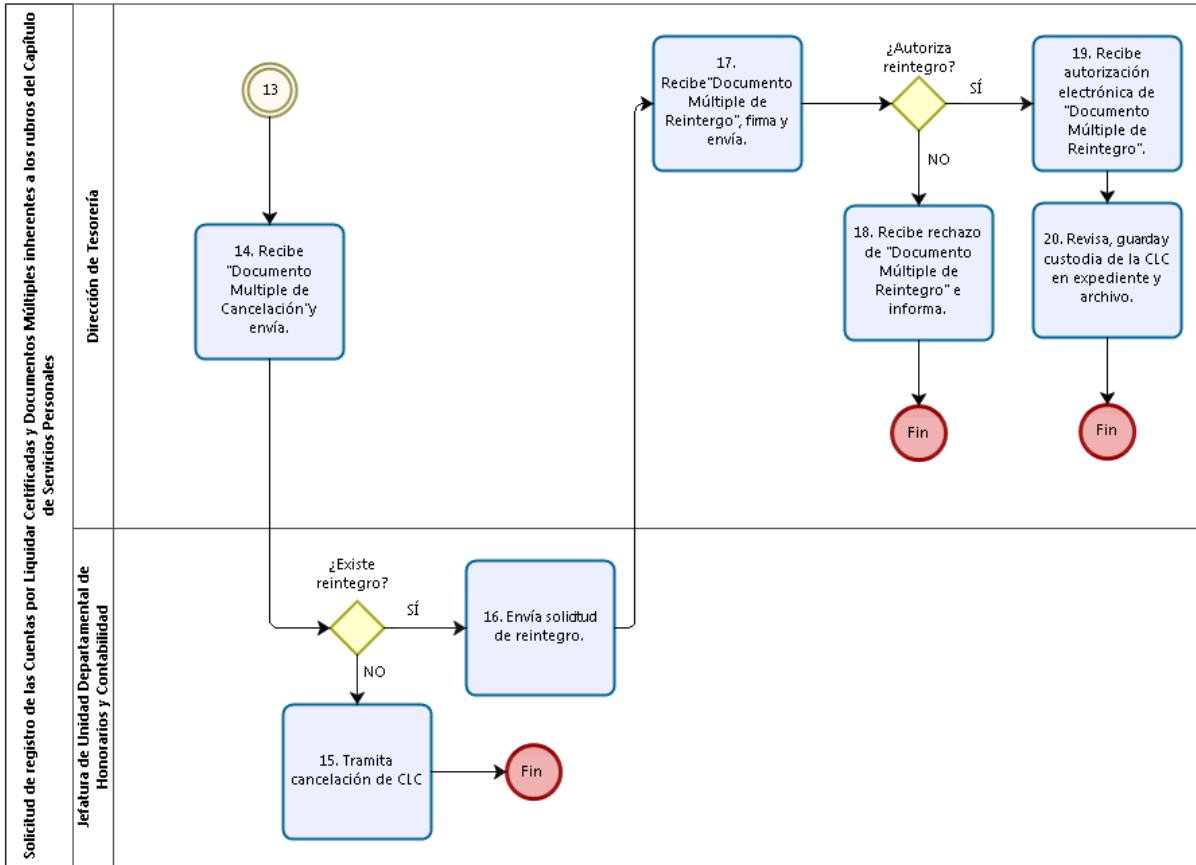 Solicitud de registro de las Cuentas por Liquidar Certificadas y Documentos Múltiples inherentes a los rubros del Capítulo
de Servicios Personales
Dirección de Tesorería
13
14. Recibe
"Documento
Multiple de
Cancelación"y
envía.
17.
Recibe"Documento
Múltiple de
Reintergo", firma y
envía.
¿Autoriza
reintegro?
SÍ
NO
19. Recibe
autorización
electrónica de
"Documento
Múltiple de
Reintegro".
18. Recibe rechazo
de "Documento
Múltiple de
Reintegro" e
informa.
20. Revisa, guarda y
custodia de la CLC
en expediente y
archivo.
Fin
Fin
Jefatura de Unidad Departamental de
Honorarios y Contabilidad
¿Existe
reintegro?
SÍ
NO
16. Envía solicitud
de reintegro.
15. Tramita
cancelación de CLC
Fin